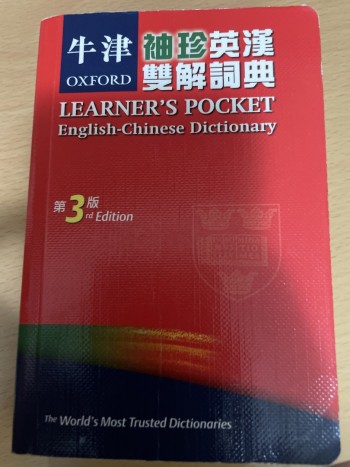 牛津 袖珍英漢
OXFORD 雙解詞典
LEARNER'S POCKET
English-Chinese Dictionary
第3版
rd Edition
The World's Most Trusted Dictionaries